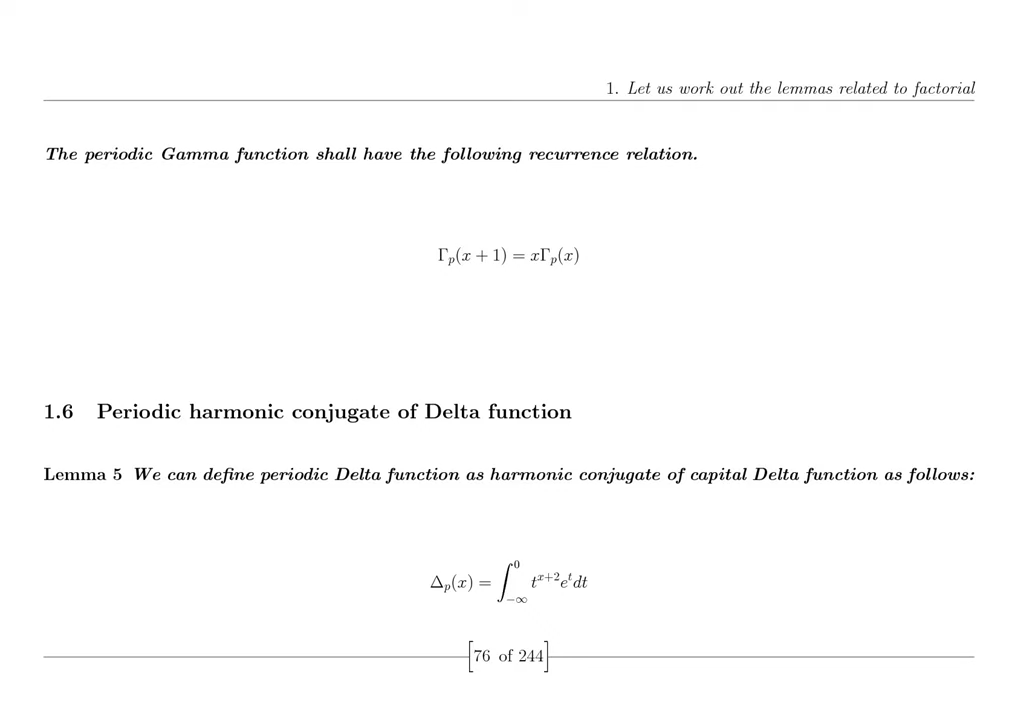 1. Let us work out the lemmas related to factorial
The periodic Gamma function shall have the following recurrence relation.
Γₚ(x + 1) = xΓₚ(x)
1.6 Periodic harmonic conjugate of Delta function
Lemma 5 We can define periodic Delta function as harmonic conjugate of capital Delta function as follows:
Δₚ(x) = ∫_{-∞}^{0} t^{x+2}e^{t}dt
[76 of 244]